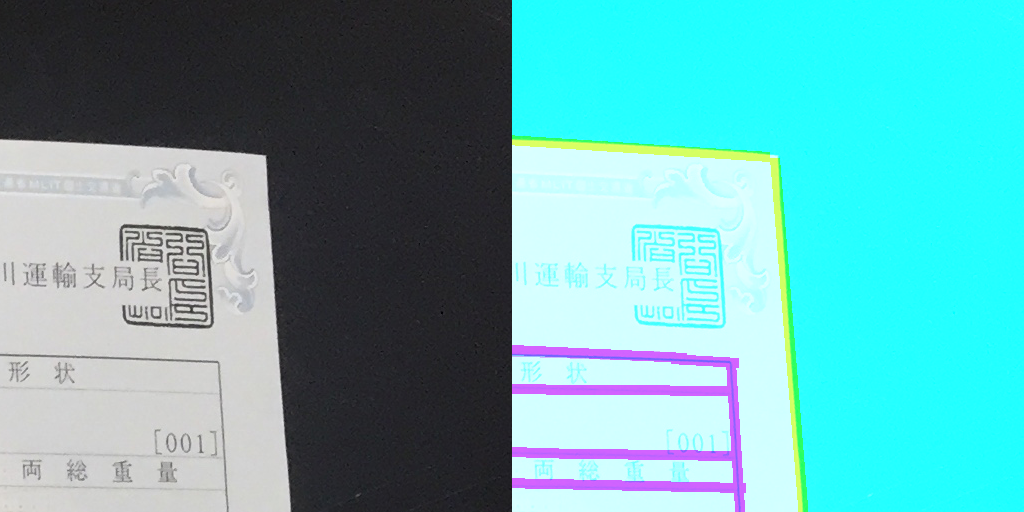 川運輸支局長
形 状
[001]
両 総 重 量